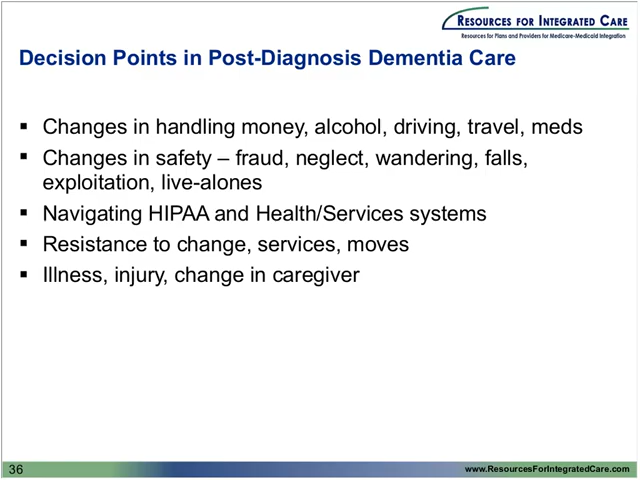 RESOURCES FOR INTEGRATED CARE
Resources for Plans and Providers for Medicare-Medicaid Integration
Decision Points in Post-Diagnosis Dementia Care
▪ Changes in handling money, alcohol, driving, travel, meds
▪ Changes in safety – fraud, neglect, wandering, falls,
exploitation, live-alones
▪ Navigating HIPAA and Health/Services systems
▪ Resistance to change, services, moves
▪ Illness, injury, change in caregiver
36
www.ResourcesForIntegratedCare.com